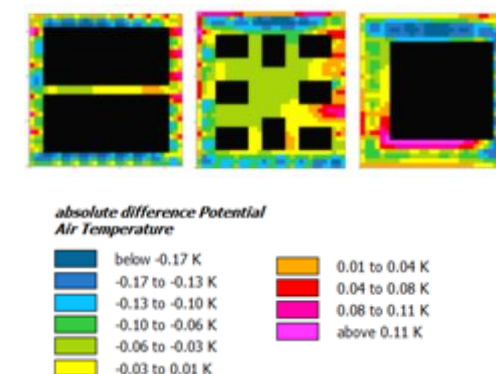 absolute difference Potential
Air Temperature
below -0.17 K
-0.17 to -0.13 K
-0.13 to -0.10 K
-0.10 to -0.06 K
-0.06 to -0.03 K
-0.03 to 0.01 K
0.01 to 0.04 K
0.04 to 0.08 K
0.08 to 0.11 K
above 0.11 K